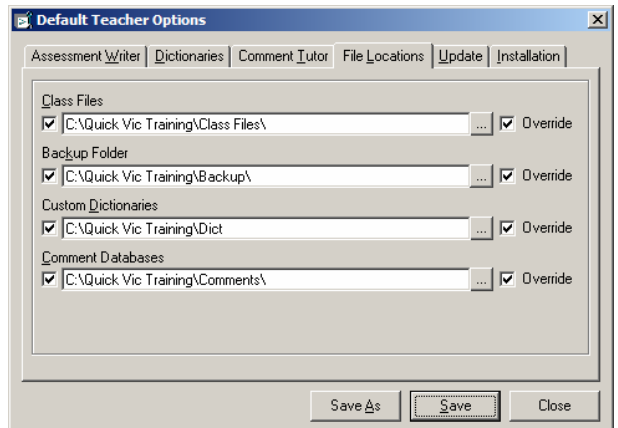 Default Teacher Options
Assessment Writer Dictionaries Comment Tutor File Locations Update Installation
Class Files
C:\Quick Vic Training\Class Files\ ... Override
Backup Folder
C:\Quick Vic Training\Backup\ ... Override
Custom Dictionaries
C:\Quick Vic Training\Dict ... Override
Comment Databases
C:\Quick Vic Training\Comments\ ... Override
Save As Save Close